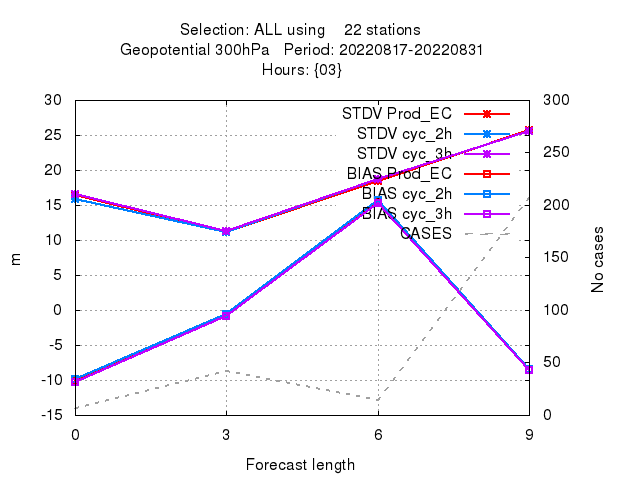 Selection: ALL using    22 stations
Geopotential 300hPa   Period: 20220817-20220831
Hours: {03}
STDV Prod_EC
STDV cyc_2h
STDV cyc_3h
BIAS Prod_EC
BIAS cyc_2h
BIAS cyc_3h
CASES
30
25
20
15
10
5
0
-5
-10
-15
m
300
250
200
150
100
50
0
No cases
0 3 6 9
Forecast length